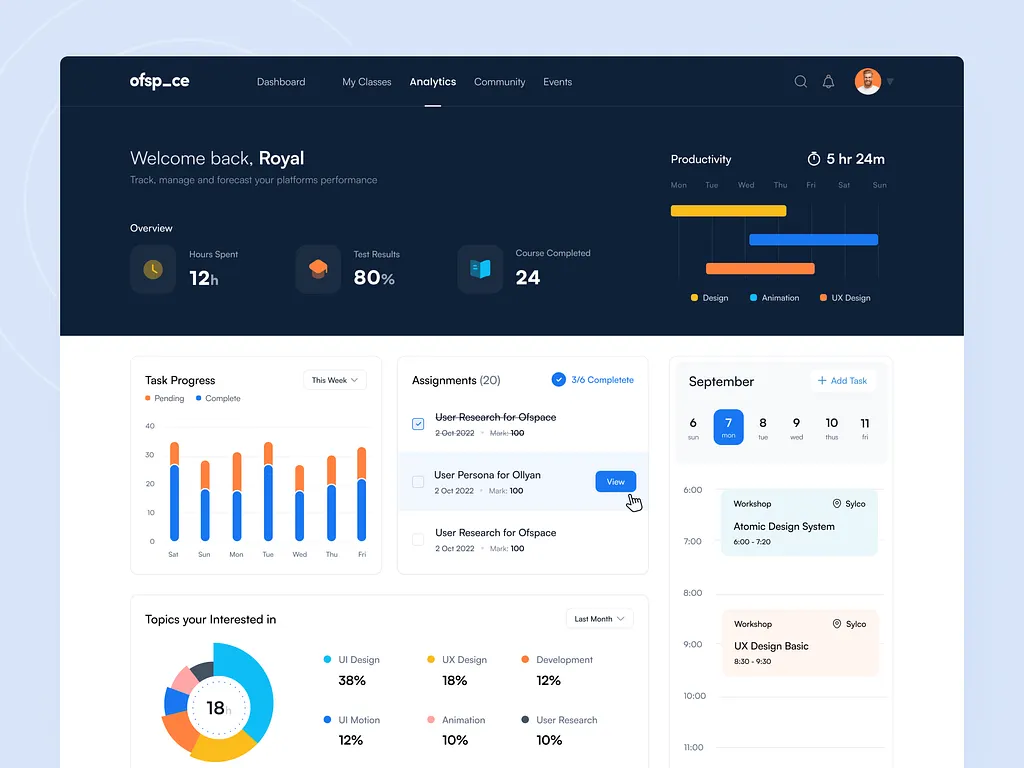 ofsp_ce
Dashboard My Classes Analytics Community Events
Welcome back, Royal
Track, manage and forecast your platforms performance
Overview
Hours Spent
12h
Test Results
80%
Course Completed
24
Productivity 5 hr 24m
Mon Tue Wed Thu Fri Sat Sun
Design Animation UX Design
Task Progress This Week
Pending Complete
40
30
20
10
0
Sat Sun Mon Tue Wed Thu Fri
Assignments (20) 3/6 Completete
User Research for Ofspace
2 Oct 2022 • Mark: 100
User Persona for Ollyan
2 Oct 2022 • Mark: 100
View
User Research for Ofspace
2 Oct 2022 • Mark: 100
September + Add Task
6 7 8 9 10 11
sun mon tue wed thus fri
6:00
Workshop Sylco
Atomic Design System
6:00 - 7:20
7:00
8:00
Workshop Sylco
UX Design Basic
8:30 - 9:30
9:00
10:00
11:00
Topics your Interested in Last Month
18h
UI Design UX Design Development
38% 18% 12%
UI Motion Animation User Research
12% 10% 10%